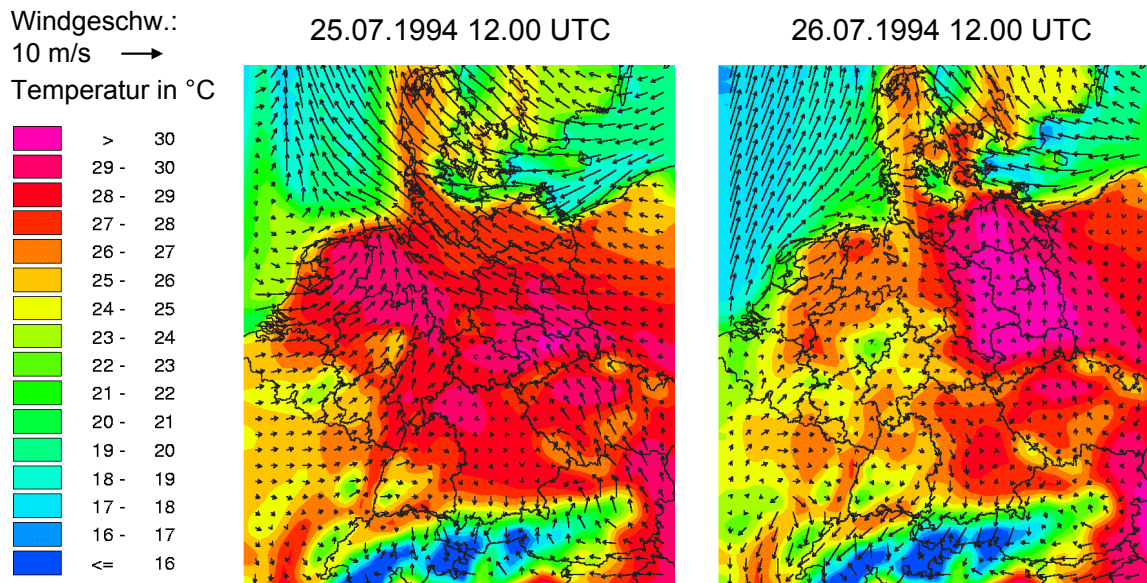 Windgeschw.:
10 m/s
Temperatur in °C
> 30
29 - 30
28 - 29
27 - 28
26 - 27
25 - 26
24 - 25
23 - 24
22 - 23
21 - 22
20 - 21
19 - 20
18 - 19
17 - 18
16 - 17
<= 16
25.07.1994 12.00 UTC
26.07.1994 12.00 UTC